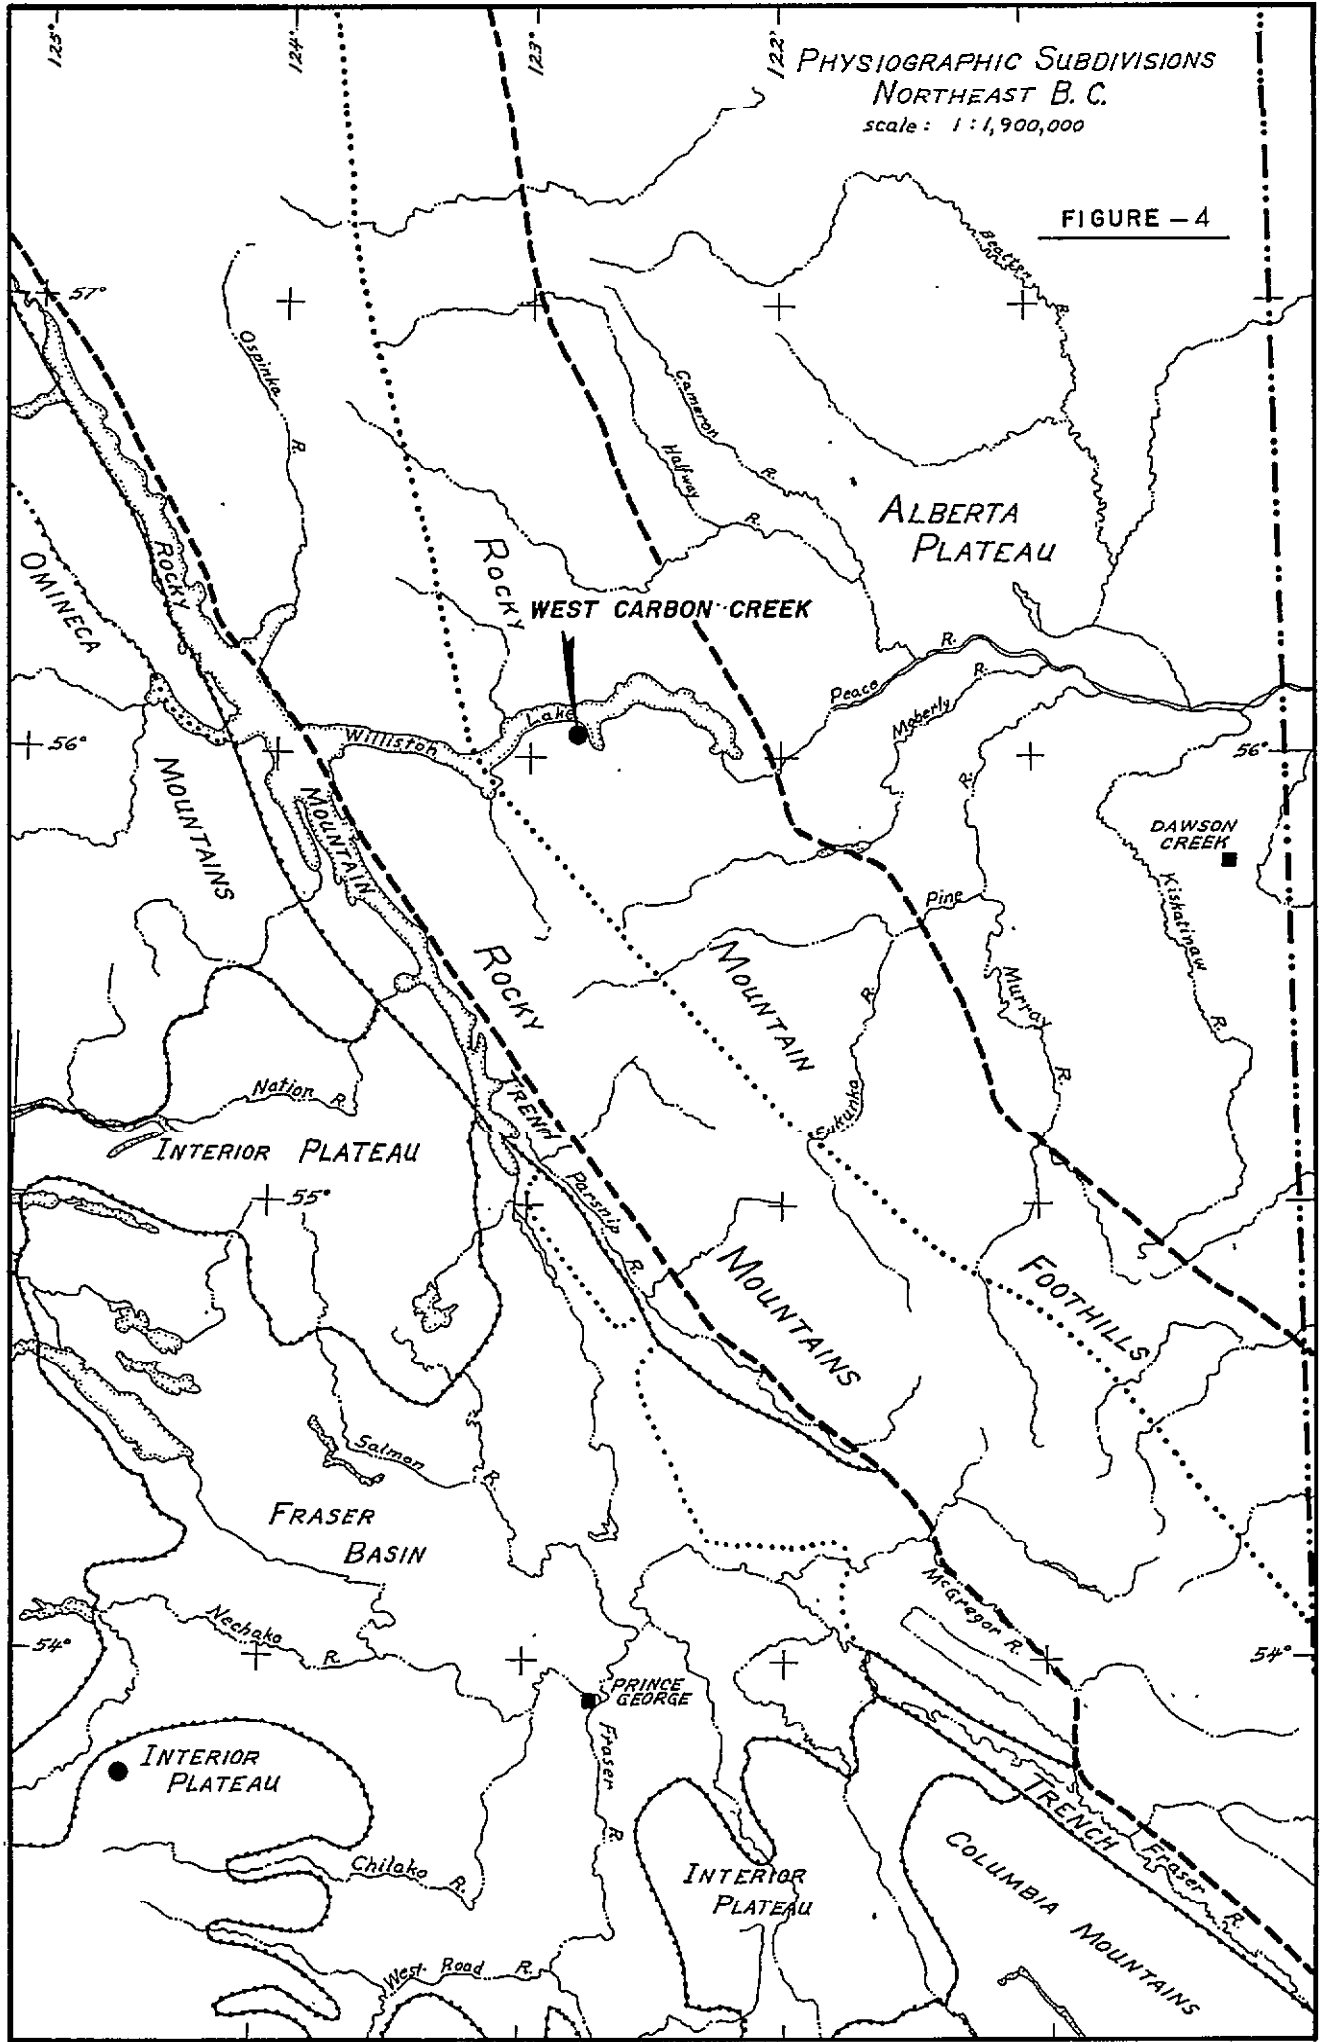 125°
124°
123°
122°
PHYSIOGRAPHIC SUBDIVISIONS
NORTHEAST B. C.
scale: 1:1,900,000
FIGURE - 4
Beatton
R.
57°
Ospinka
R.
Cameron
R.
Halfway
R.
ALBERTA
PLATEAU
ROCKY
OMINECA
ROCKY
WEST CARBON CREEK
R.
Peace
R.
Moberly
Lake
Williston
56°
56°
MOUNTAINS
MOUNTAIN
R.
DAWSON
CREEK
Kiskatinaw
R.
Pine
ROCKY
MOUNTAIN
R.
Murray
R.
Sukunka
Nation R.
TREND
INTERIOR PLATEAU
55°
Parsnip
R.
MOUNTAINS
FOOTHILLS
Salmon
R.
FRASER
BASIN
McGregor R.
Nechako
R.
54°
54°
PRINCE
GEORGE
Fraser
R.
INTERIOR
PLATEAU
TRENCH
Fraser
R.
Chilako
R.
INTERIOR
PLATEAU
COLUMBIA
MOUNTAINS
West Road R.